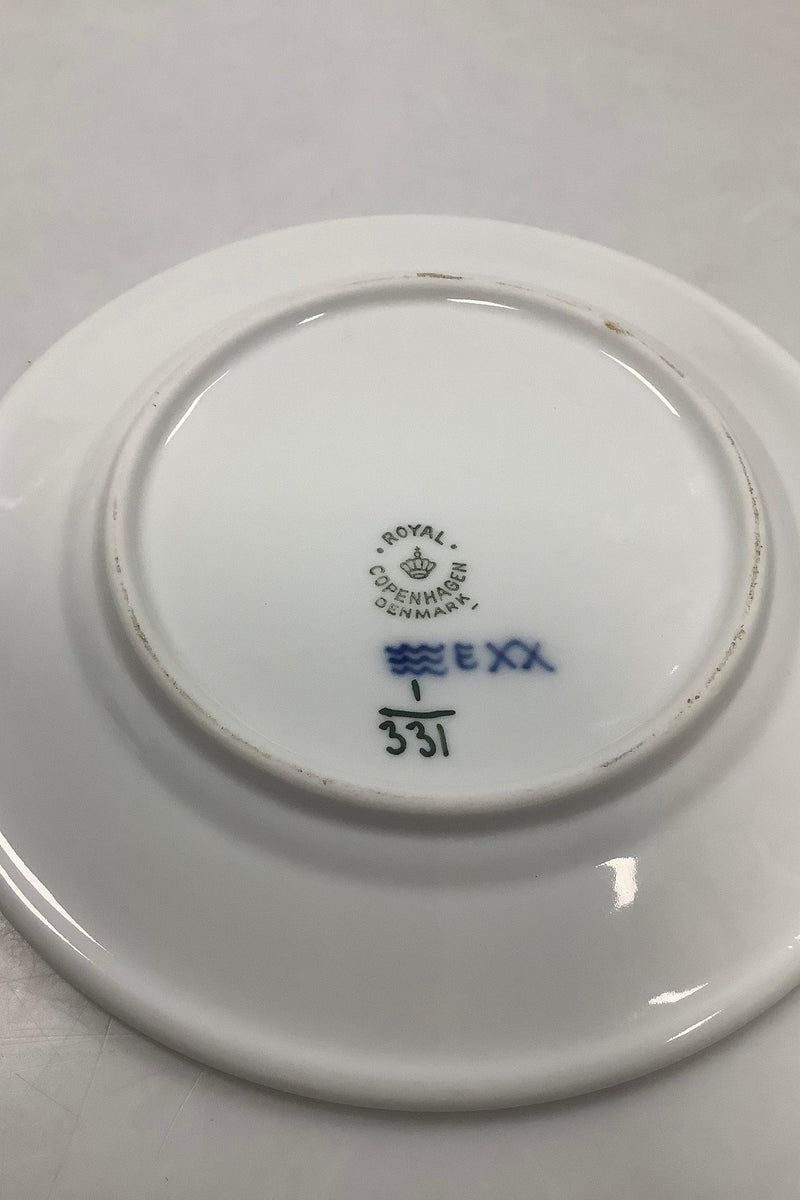 ROYAL
COPENHAGEN
DENMARK
EXX
1
331